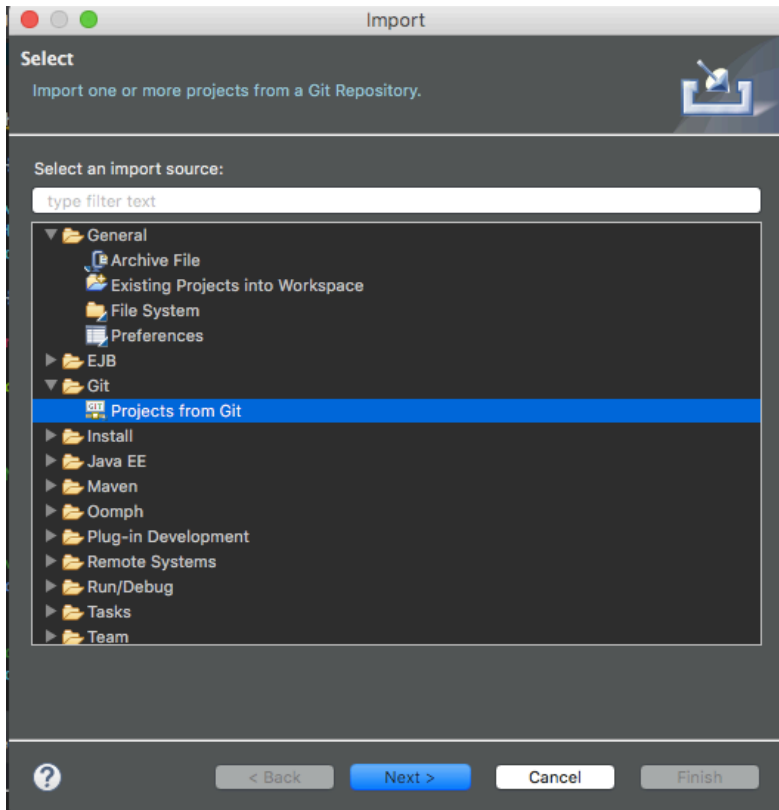 Import
Select
Import one or more projects from a Git Repository.
Select an import source:
type filter text
General
Archive File
Existing Projects into Workspace
File System
Preferences
EJB
Git
GIT
Projects from Git
Install
Java EE
Maven
Oomph
Plug-in Development
Remote Systems
Run/Debug
Tasks
Team
?
< Back
Next >
Cancel
Finish